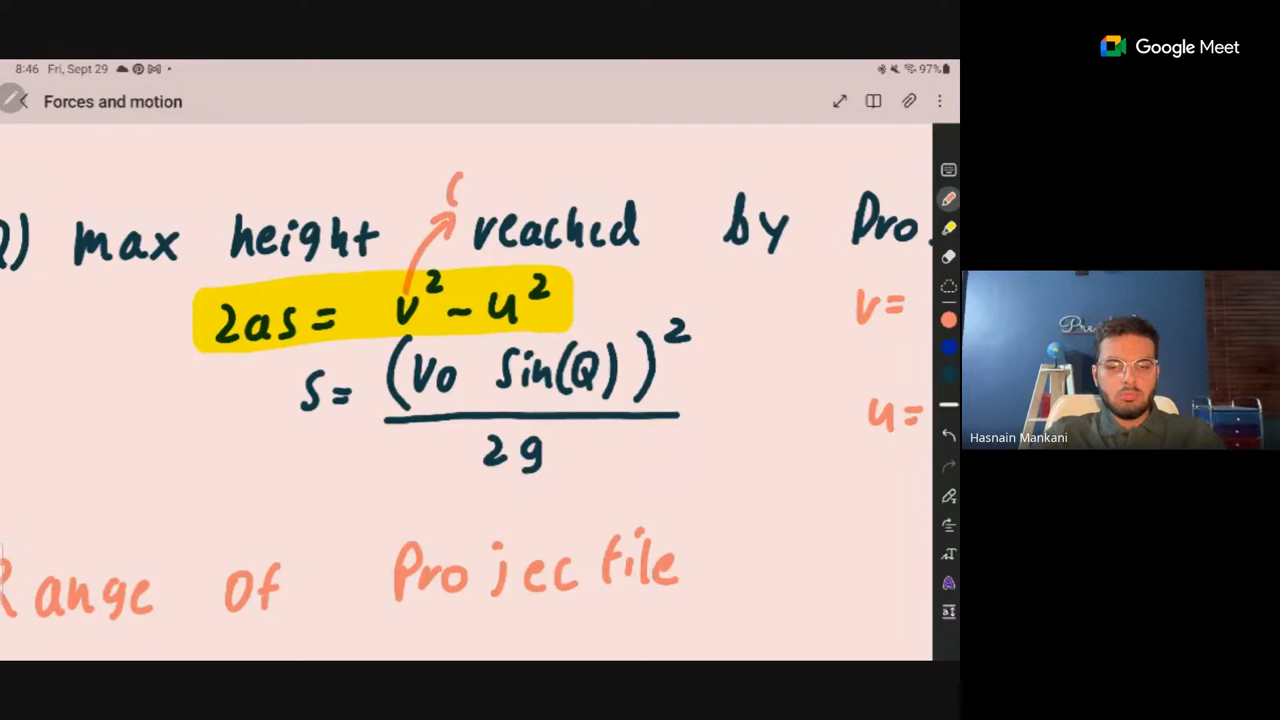 Google Meet
8:46 Fri, Sept 29
97%
Forces and motion
) max height reached by Pro.
2as = v² - u²
v=
s = (Vo Sin(Q))²
2g
u=
Range of Projectile
Hasnain Mankani